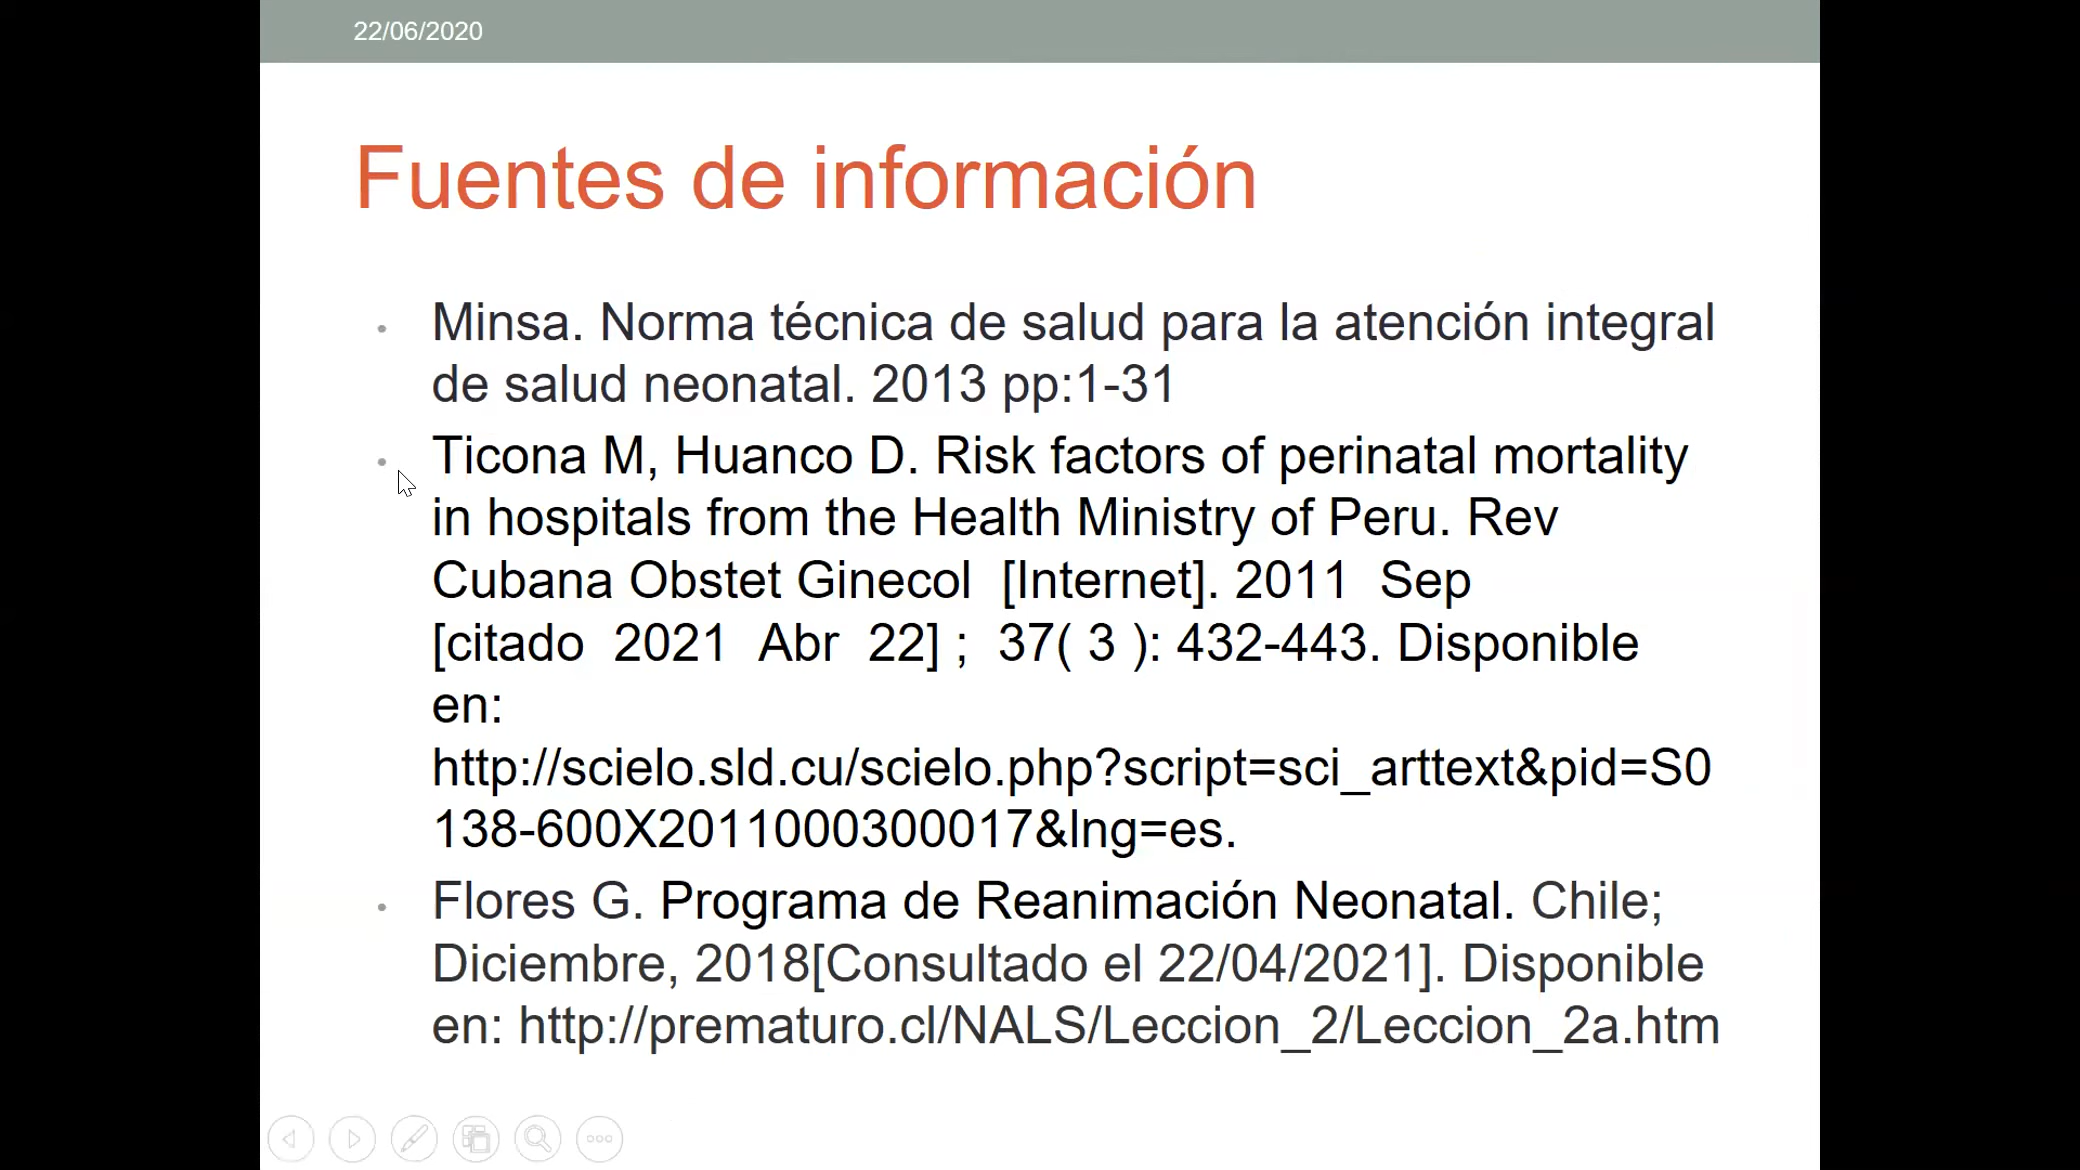 22/06/2020
Fuentes de información
• Minsa. Norma técnica de salud para la atención integral
de salud neonatal. 2013 pp:1-31
• Ticona M, Huanco D. Risk factors of perinatal mortality
in hospitals from the Health Ministry of Peru. Rev
Cubana Obstet Ginecol  [Internet]. 2011  Sep
[citado  2021  Abr  22] ;  37( 3 ): 432-443. Disponible
en:
http://scielo.sld.cu/scielo.php?script=sci_arttext&pid=S0
138-600X2011000300017&lng=es.
• Flores G. Programa de Reanimación Neonatal. Chile;
Diciembre, 2018[Consultado el 22/04/2021]. Disponible
en: http://prematuro.cl/NALS/Leccion_2/Leccion_2a.htm